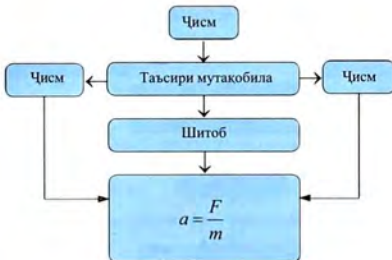 Ҷисм
Ҷисм
Таъсири мутақобила
Ҷисм
Шитоб
a = F/m